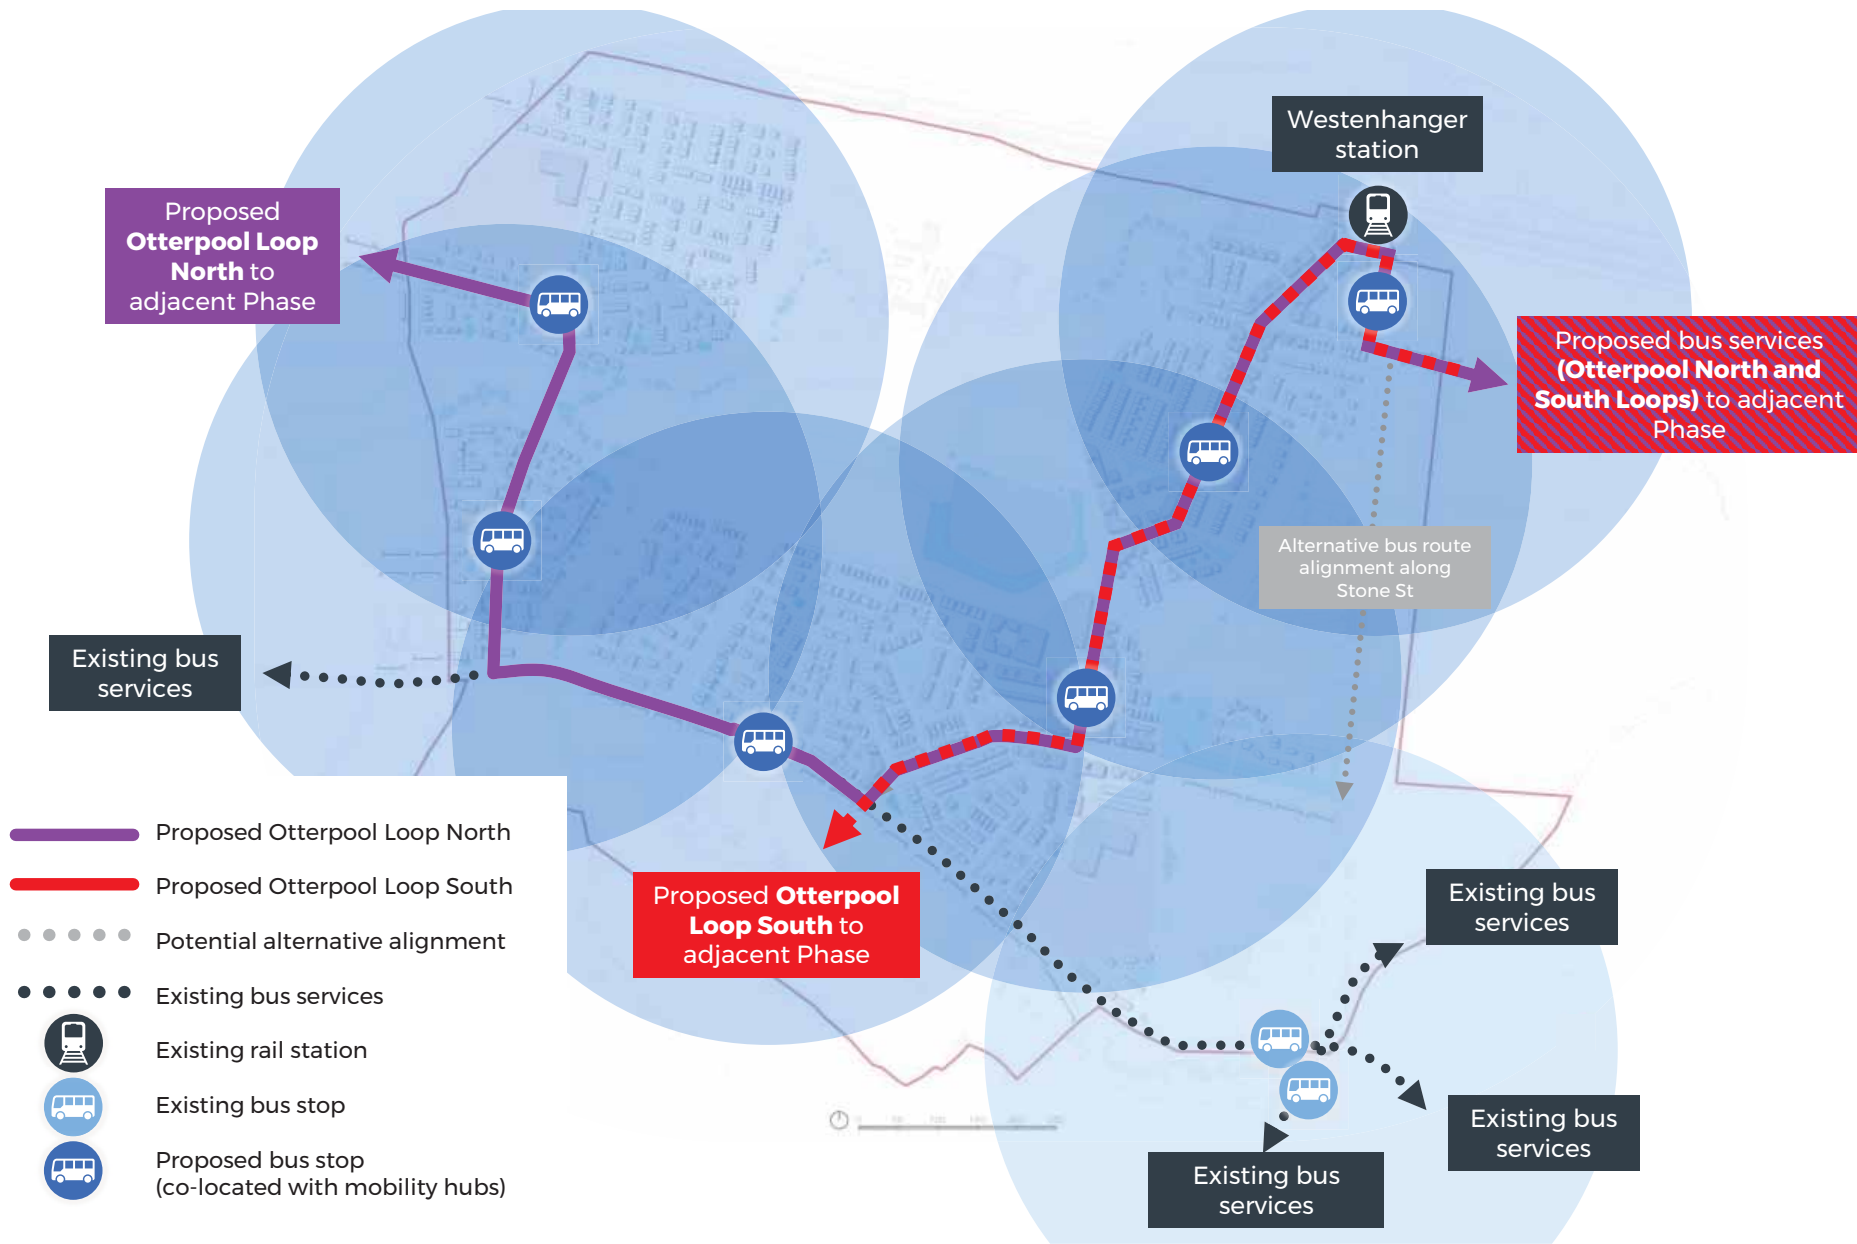 Westenhanger
station
Proposed
Otterpool Loop
North to
adjacent Phase
Proposed bus services
(Otterpool North and
South Loops) to adjacent
Phase
Alternative bus route
alignment along
Stone St
Existing bus
services
Proposed Otterpool
Loop South to
adjacent Phase
Existing bus
services
Existing bus
services
Existing bus
services
Proposed Otterpool Loop North
Proposed Otterpool Loop South
Potential alternative alignment
Existing bus services
Existing rail station
Existing bus stop
Proposed bus stop
(co-located with mobility hubs)